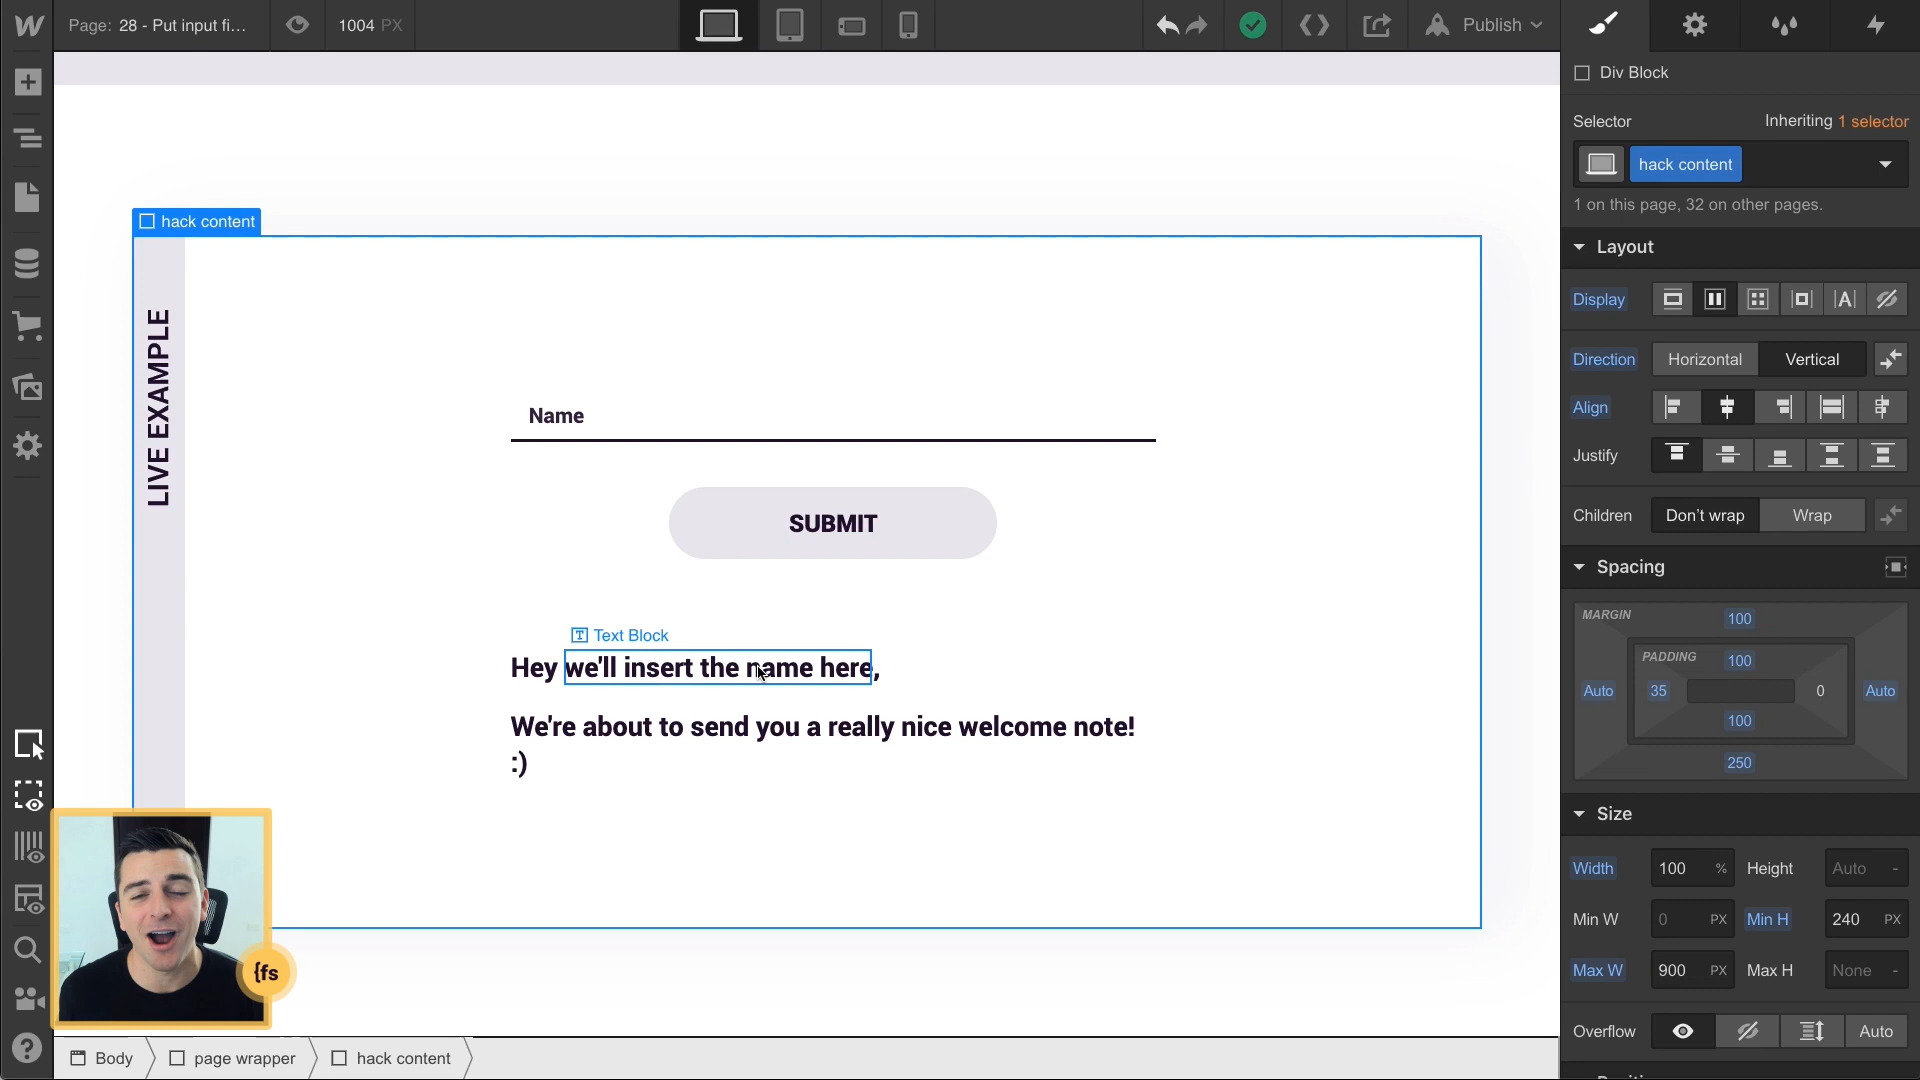 Page: 28 - Put input fi...
1004 PX
Publish
Div Block
Selector
Inheriting 1 selector
hack content
1 on this page, 32 on other pages.
Layout
Display
Direction
Horizontal
Vertical
Align
Justify
Children
Don't wrap
Wrap
Spacing
MARGIN
100
PADDING
100
Auto
35
0
Auto
100
250
Size
Width
100 %
Height
Auto -
Min W
0 PX
Min H
240 PX
Max W
900 PX
Max H
None -
Overflow
Auto
hack content
LIVE EXAMPLE
Name
SUBMIT
Text Block
Hey we'll insert the name here,
We're about to send you a really nice welcome note!
:)
{fs
Body
page wrapper
hack content